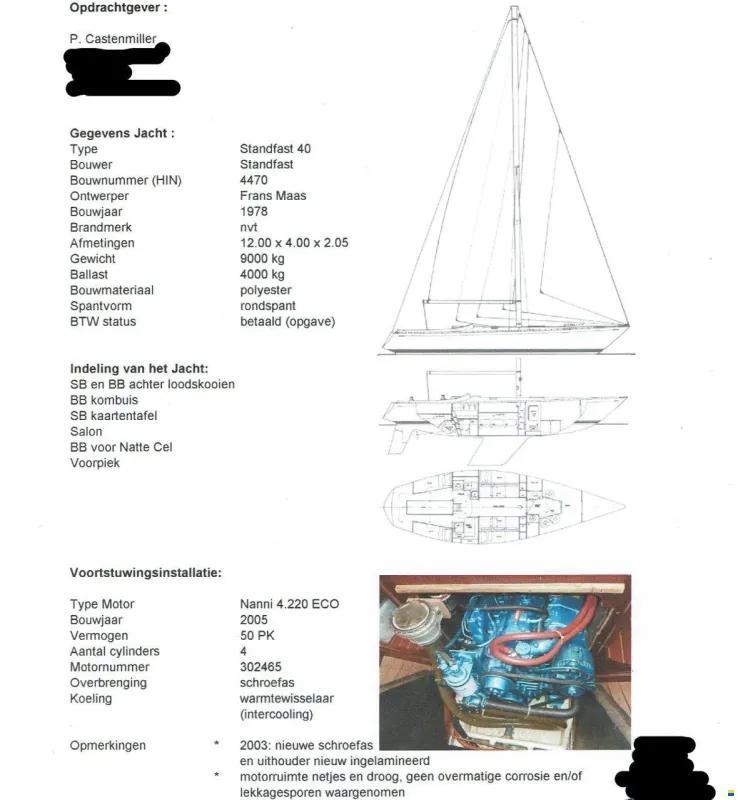 Opdrachtgever :
P. Castenmiller
Gegevens Jacht :
Type Standfast 40
Bouwer Standfast
Bouwnummer (HIN) 4470
Ontwerper Frans Maas
Bouwjaar 1978
Brandmerk nvt
Afmetingen 12.00 x 4.00 x 2.05
Gewicht 9000 kg
Ballast 4000 kg
Bouwmateriaal polyester
Spantvorm rondspant
BTW status betaald (opgave)
Indeling van het Jacht:
SB en BB achter loodskooien
BB kombuis
SB kaartentafel
Salon
BB voor Natte Cel
Voorpiek
Voortstuwingsinstallatie:
Type Motor Nanni 4.220 ECO
Bouwjaar 2005
Vermogen 50 PK
Aantal cylinders 4
Motornummer 302465
Overbrenging schroefas
Koeling warmtewisselaar
(intercooling)
Opmerkingen * 2003: nieuwe schroefas
en uithouder nieuw ingelamineerd
* motorruimte netjes en droog, geen overmatige corrosie en/of
lekkagesporen waargenomen